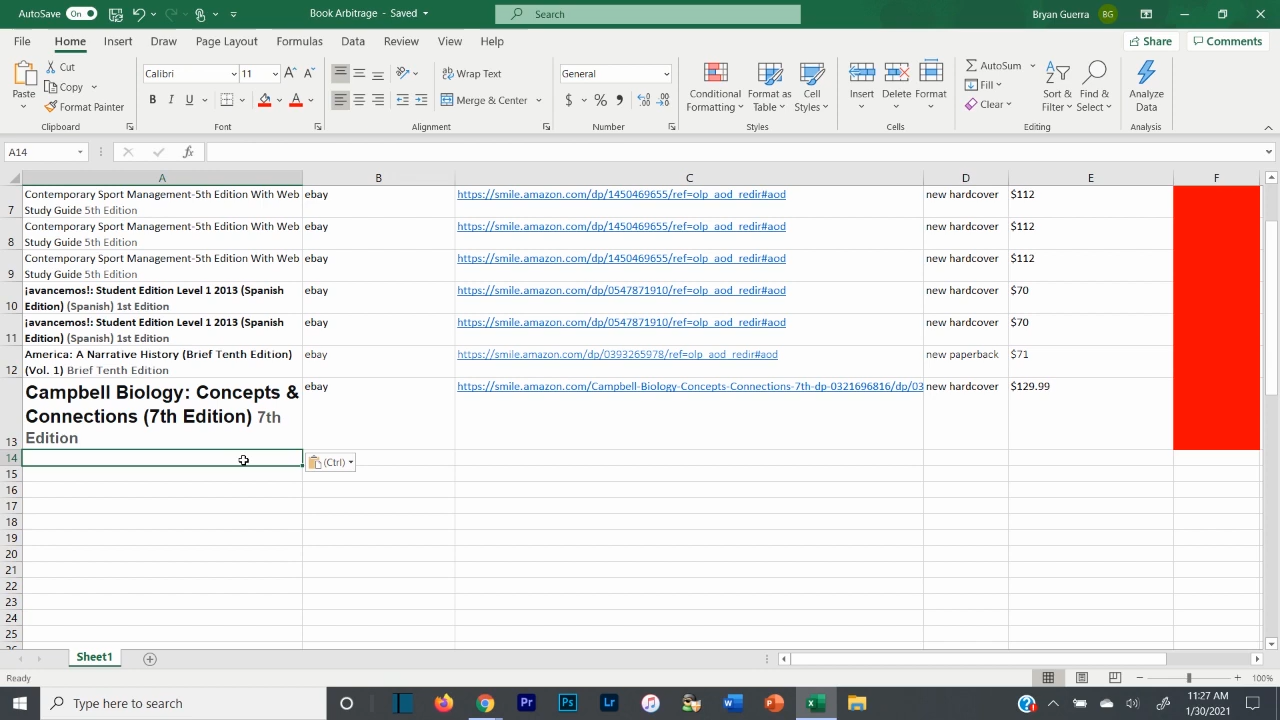 AutoSave On Book Arbitrage - Saved Search Bryan Guerra BG
File Home Insert Draw Page Layout Formulas Data Review View Help Share Comments
Paste Cut Copy Format Painter Clipboard
Calibri 11 B I U A Font
Wrap Text Merge & Center Alignment
General $ % Number
Conditional Formatting Format as Table Cell Styles Styles
Insert Delete Format Cells
AutoSum Fill Clear Sort & Filter Find & Select Editing
Analyze Data Analysis
A14 fx
A B C D E F
7 Contemporary Sport Management-5th Edition With Web ebay https://smile.amazon.com/dp/1450469655/ref=olp_aod_redir#aod new hardcover $112
Study Guide 5th Edition
8 Contemporary Sport Management-5th Edition With Web ebay https://smile.amazon.com/dp/1450469655/ref=olp_aod_redir#aod new hardcover $112
Study Guide 5th Edition
9 Contemporary Sport Management-5th Edition With Web ebay https://smile.amazon.com/dp/1450469655/ref=olp_aod_redir#aod new hardcover $112
Study Guide 5th Edition
10 ¡avancemos!: Student Edition Level 1 2013 (Spanish ebay https://smile.amazon.com/dp/0547871910/ref=olp_aod_redir#aod new hardcover $70
Edition) (Spanish) 1st Edition
11 ¡avancemos!: Student Edition Level 1 2013 (Spanish ebay https://smile.amazon.com/dp/0547871910/ref=olp_aod_redir#aod new hardcover $70
Edition) (Spanish) 1st Edition
12 America: A Narrative History (Brief Tenth Edition) ebay https://smile.amazon.com/dp/0393265978/ref=olp_aod_redir#aod new paperback $71
(Vol. 1) Brief Tenth Edition
13 Campbell Biology: Concepts & ebay https://smile.amazon.com/Campbell-Biology-Concepts-Connections-7th-dp-0321696816/dp/03 new hardcover $129.99
Connections (7th Edition) 7th
Edition
14 (Ctrl)
15
16
17
18
19
20
21
22
23
24
25
Sheet1
Ready 100%
Type here to search Pr Ps Lr 11:27 AM
1/30/2021